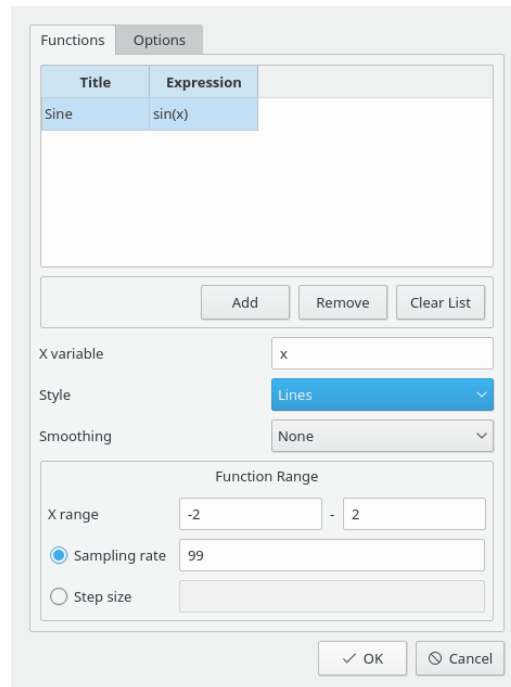 Functions Options
Title Expression
Sine sin(x)
Add Remove Clear List
X variable x
Style Lines
Smoothing None
Function Range
X range -2 - 2
Sampling rate 99
Step size
OK Cancel